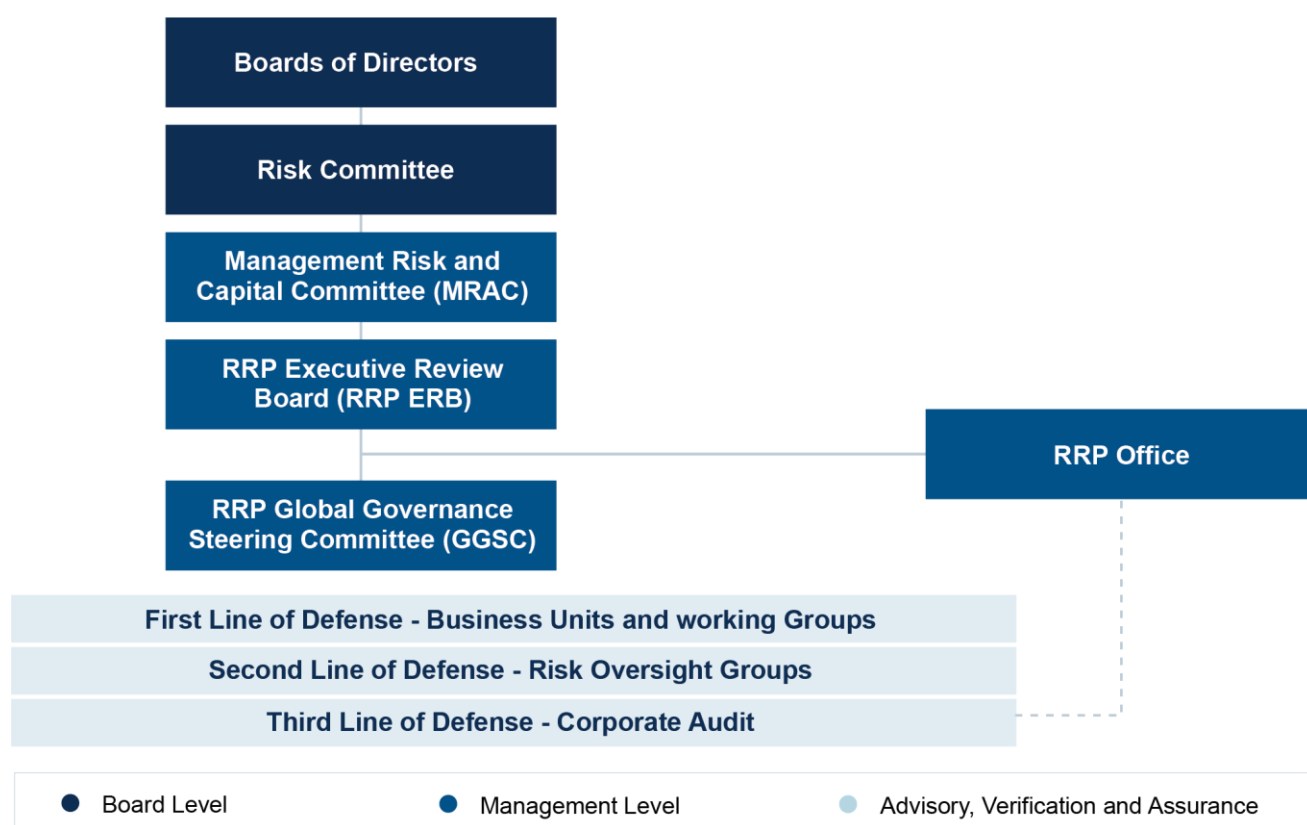 Boards of Directors
Risk Committee
Management Risk and
Capital Committee (MRAC)
RRP Executive Review
Board (RRP ERB)
RRP Office
RRP Global Governance
Steering Committee (GGSC)
First Line of Defense - Business Units and working Groups
Second Line of Defense - Risk Oversight Groups
Third Line of Defense - Corporate Audit
Board Level
Management Level
Advisory, Verification and Assurance